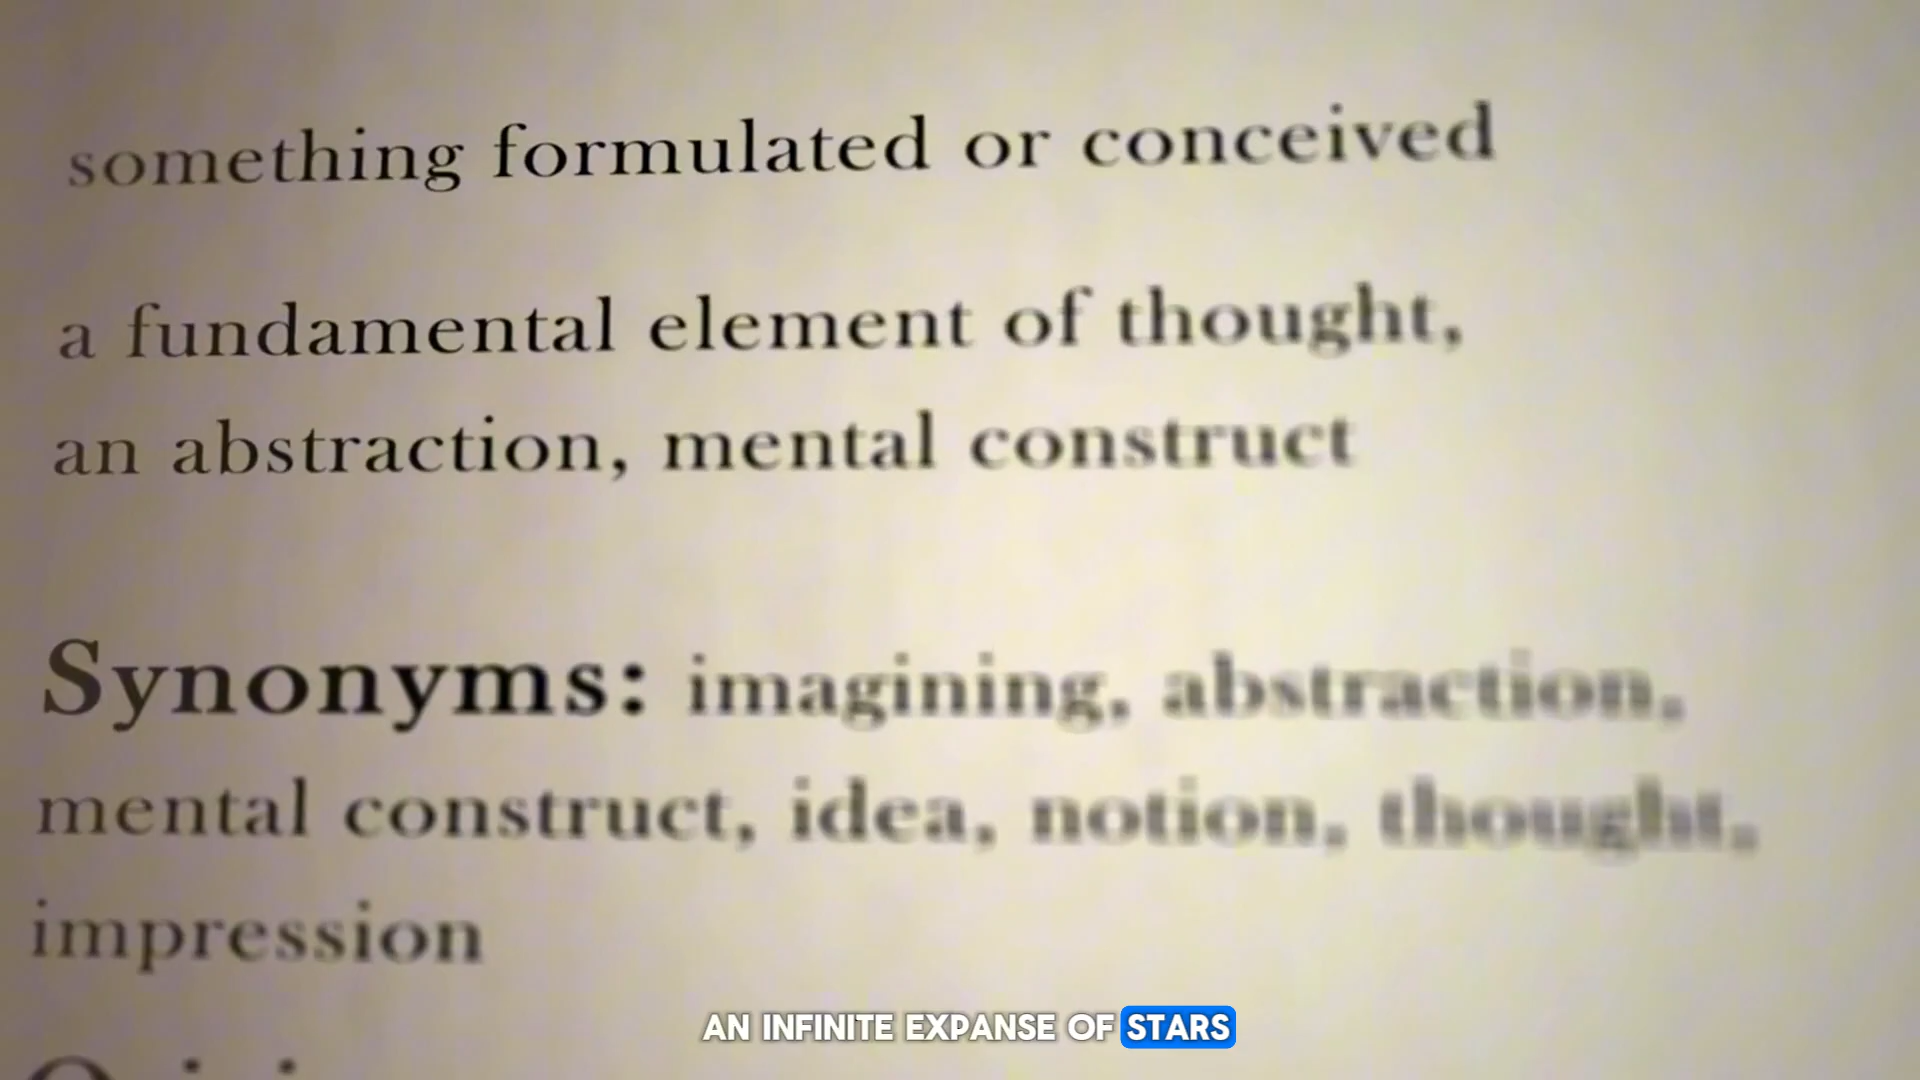 something formulated or conceived
a fundamental element of thought,
an abstraction, mental construct
Synonyms: imagining, abstraction,
mental construct, idea, notion, thought,
impression
AN INFINITE EXPANSE OF STARS